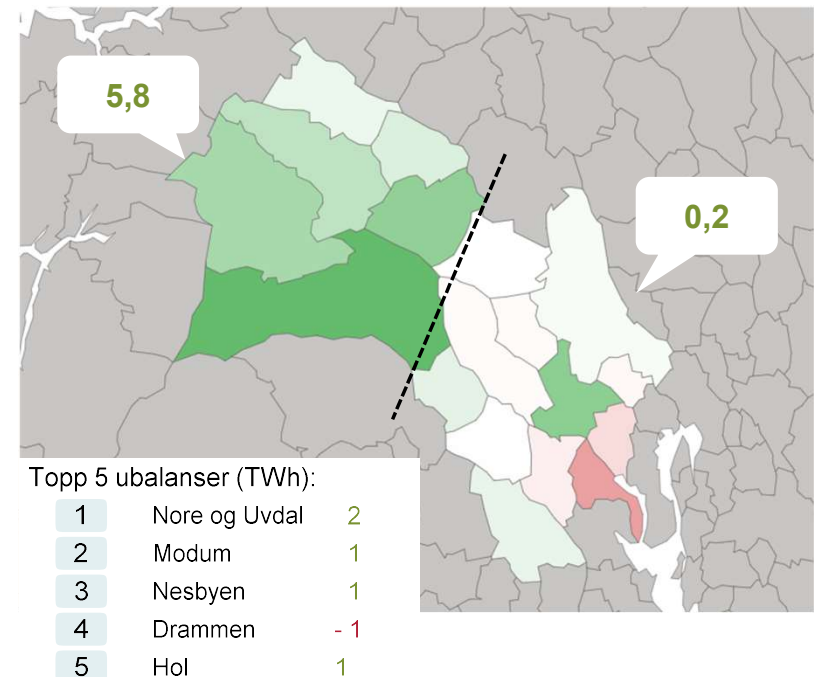 5,8
0,2
Topp 5 ubalanser (TWh):
1 Nore og Uvdal 2
2 Modum 1
3 Nesbyen 1
4 Drammen - 1
5 Hol 1